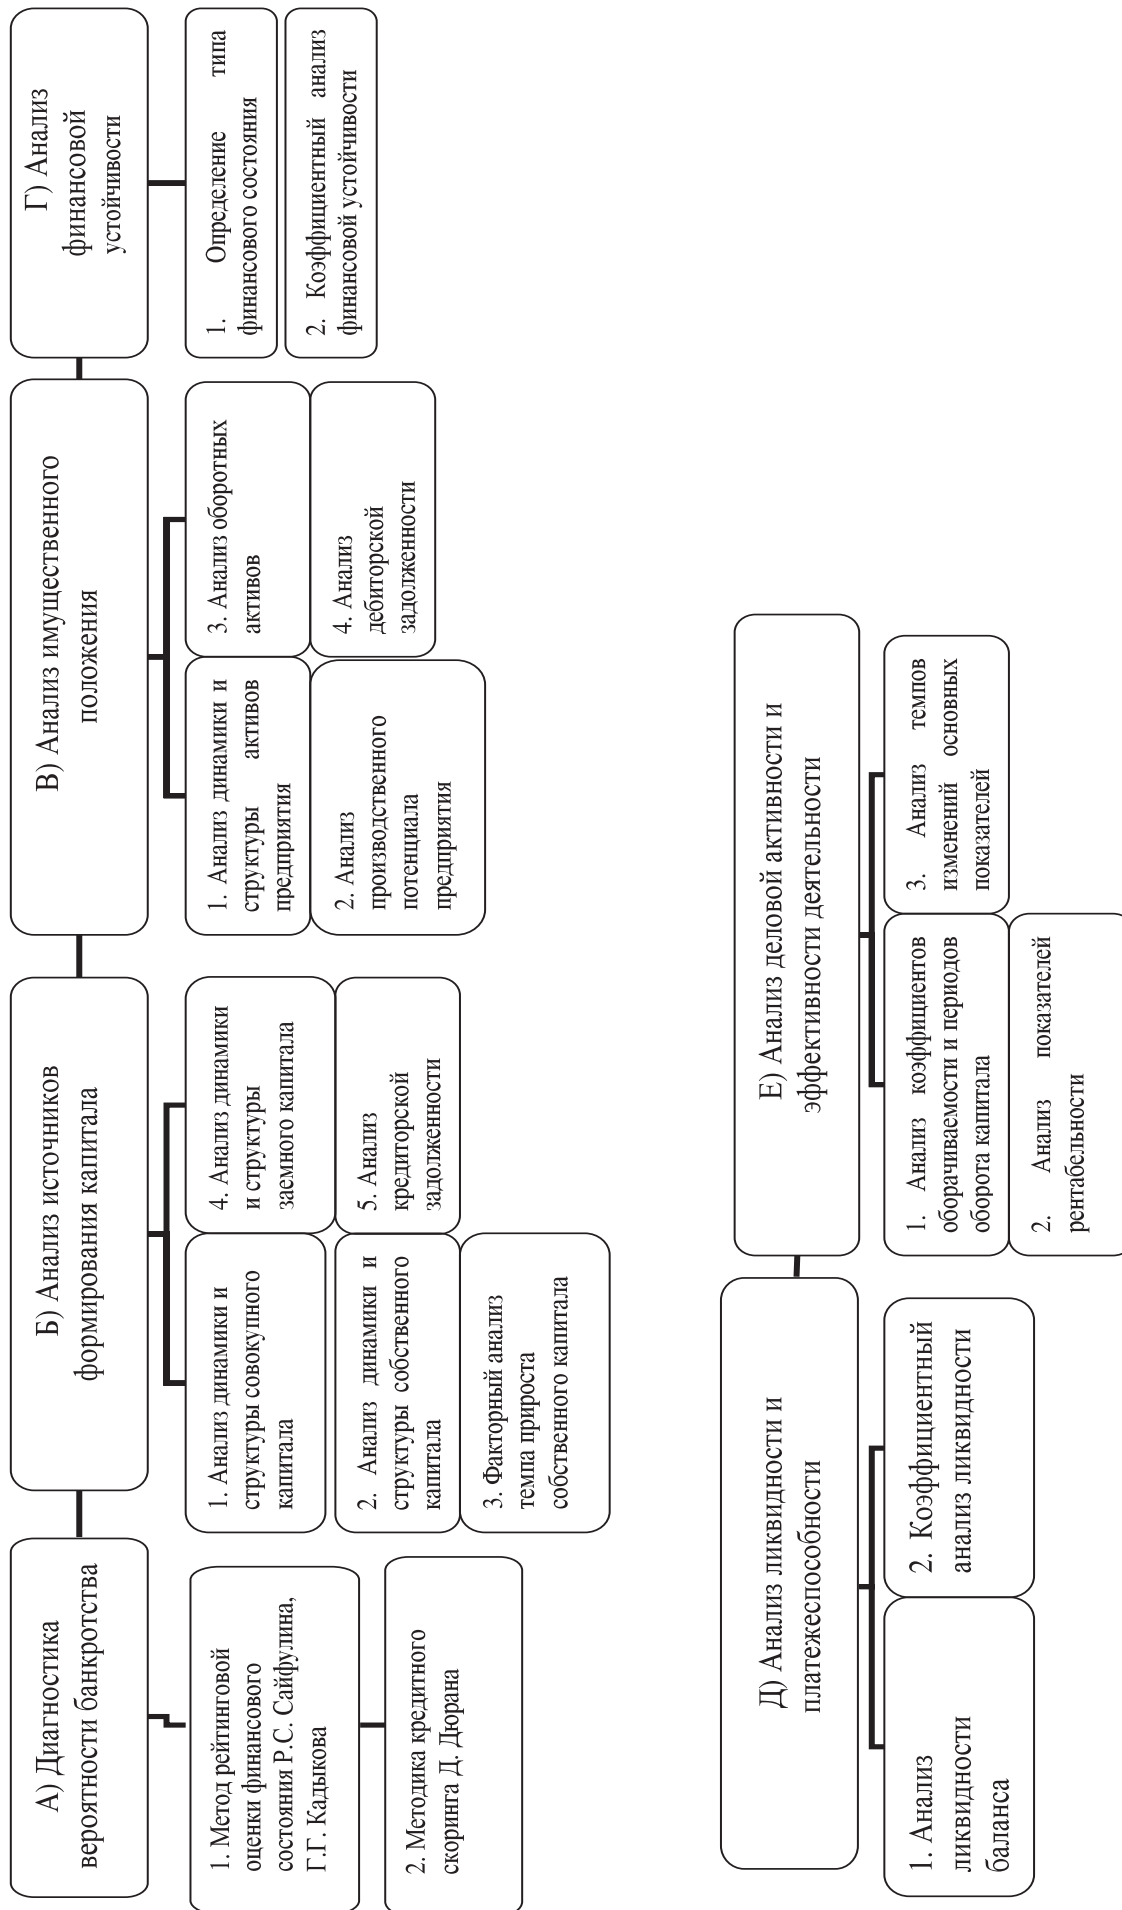 А) Диагностика
вероятности банкротства
1. Метод рейтинговой
оценки финансового
состояния Р.С. Сайфулина,
Г.Г. Кадыкова
2. Методика кредитного
скоринга Д. Дюрана
Б) Анализ источников
формирования капитала
1. Анализ динамики и
структуры совокупного
капитала
2. Анализ динамики и
структуры собственного
капитала
3. Факторный анализ
темпа прироста
собственного капитала
4. Анализ динамики
и структуры
заемного капитала
5. Анализ
кредиторской
задолженности
В) Анализ имущественного
положения
1. Анализ динамики и
структуры активов
предприятия
2. Анализ
производственного
потенциала
предприятия
3. Анализ оборотных
активов
4. Анализ
дебиторской
задолженности
Г) Анализ
финансовой
устойчивости
1. Определение типа
финансового состояния
2. Коэффициентный анализ
финансовой устойчивости
Д) Анализ ликвидности и
платежеспособности
1. Анализ
ликвидности
баланса
2. Коэффициентный
анализ ликвидности
Е) Анализ деловой активности и
эффективности деятельности
1. Анализ коэффициентов
оборачиваемости и периодов
оборота капитала
2. Анализ показателей
рентабельности
3. Анализ темпов
изменений основных
показателей